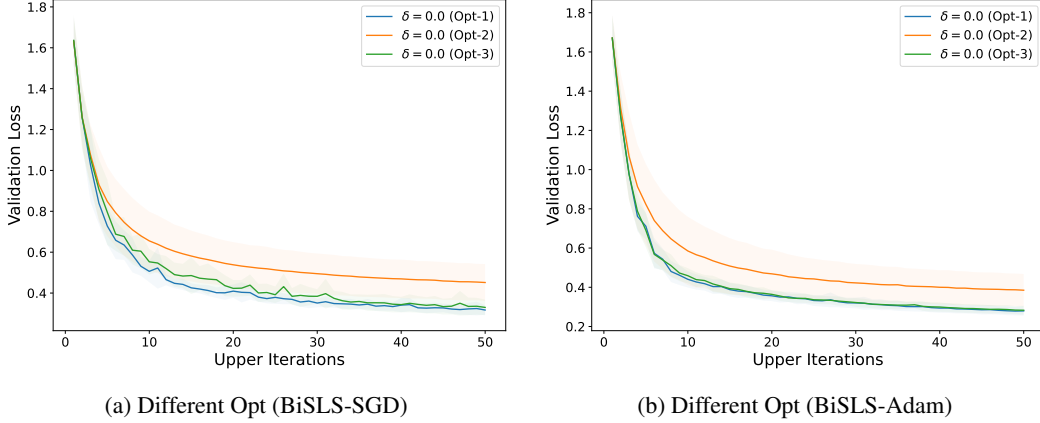 1.8
1.6
1.4
1.2
1.0
0.8
0.6
0.4
Validation Loss
0 10 20 30 40 50
Upper Iterations
δ = 0.0 (Opt-1)
δ = 0.0 (Opt-2)
δ = 0.0 (Opt-3)
(a) Different Opt (BiSLS-SGD)
1.8
1.6
1.4
1.2
1.0
0.8
0.6
0.4
0.2
Validation Loss
0 10 20 30 40 50
Upper Iterations
δ = 0.0 (Opt-1)
δ = 0.0 (Opt-2)
δ = 0.0 (Opt-3)
(b) Different Opt (BiSLS-Adam)